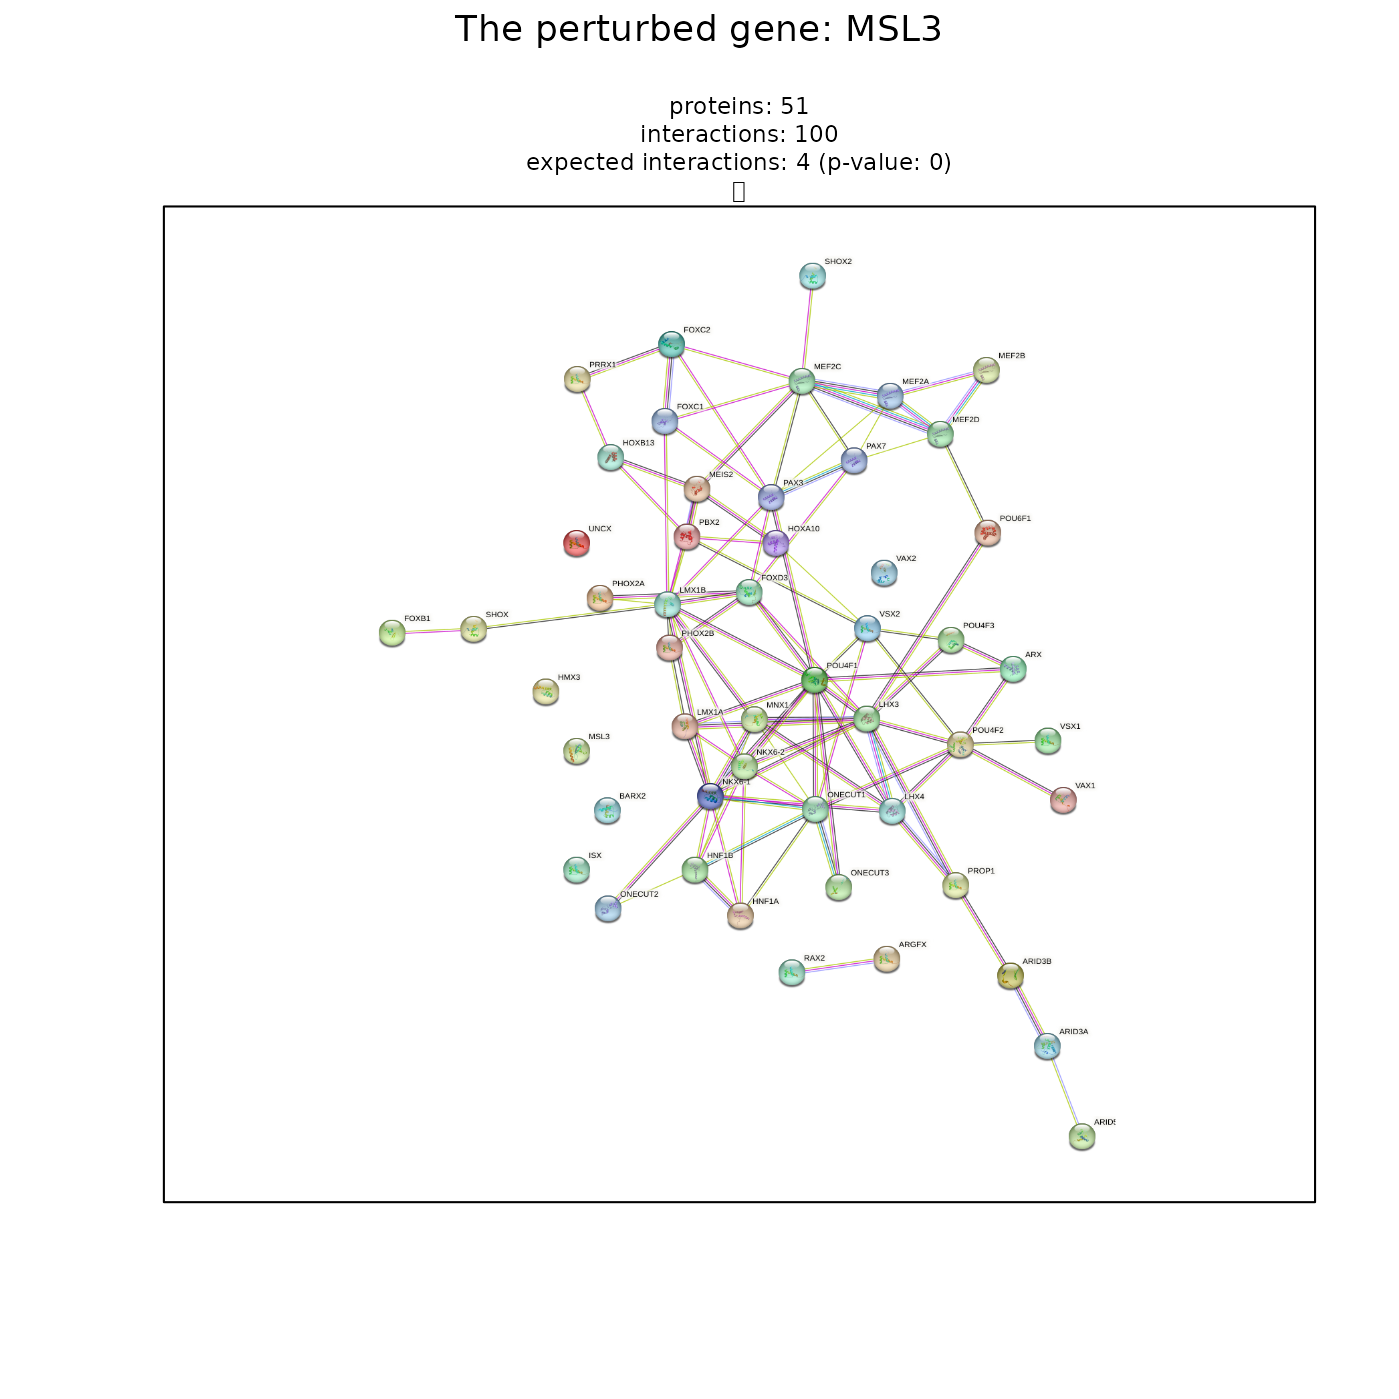 The perturbed gene: MSL3
proteins: 51
interactions: 100
expected interactions: 4 (p-value: 0)
SHOX2
FOXC2
MEF2B
PRRX1
MEF2C
MEF2A
FOXC1
MEF2D
HOXB13
PAX7
MEIS2
PAX3
POU6F1
PBX2
HOXA10
UNCX
VAX2
FOXD3
PHOX2A
LMX1B
FOXB1
SHOX
VSX2
POU4F3
PHOX2B
ARX
POU4F1
HMX3
LMX1A
MNX1
LHX3
VSX1
POU4F2
MSL3
NKX6-2
NKX6-1
VAX1
BARX2
ONECUT1
LHX4
ISX
HNF1B
PROP1
ONECUT3
ONECUT2
HNF1A
ARGFX
RAX2
ARID3B
ARID3A
ARID5